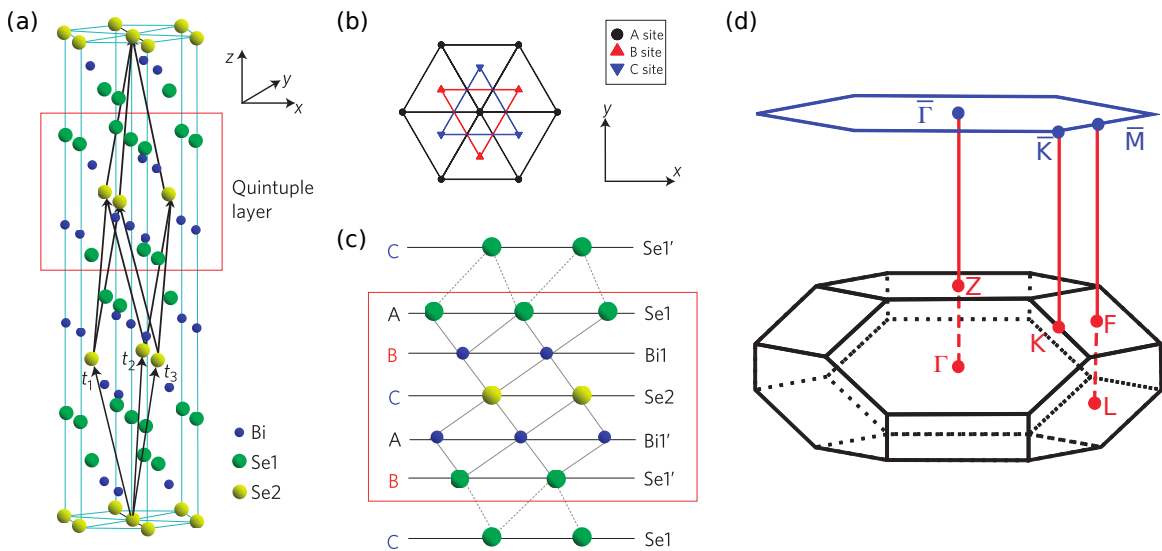 (a)
z
y
x
Quintuple
layer
t1
t2
t3
Bi
Se1
Se2
(b)
A site
B site
C site
y
x
(c)
C Se1′
A Se1
B Bi1
C Se2
A Bi1′
B Se1′
C Se1
(d)
Γ̅
K̅
M̅
Z
K
F
Γ
L